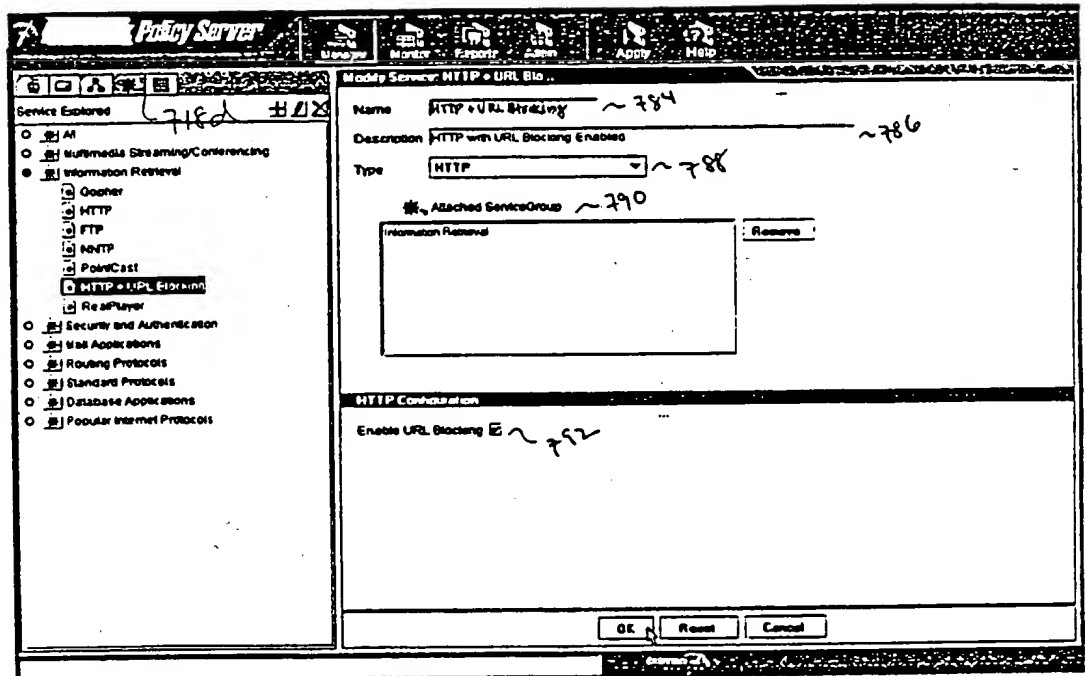 Policy Server
Manager Monitor Reports Admin Apply Help
Service Explored
718d
All
Multimedia Streaming/Conferencing
Information Retrieval
Gopher
HTTP
FTP
NNTP
PointCast
HTTP + URL Blocking
RealPlayer
Security and Authentication
Mail Applications
Routing Protocols
Standard Protocols
Database Applications
Popular Internet Protocols
Modify Service: HTTP + URL Blo...
Name HTTP + URL Blocking ~ 784
Description HTTP with URL Blocking Enabled ~ 786
Type HTTP ~ 788
Attached ServiceGroup ~ 790
Information Retrieval
Remove
HTTP Configuration
Enable URL Blocking ~ 792
OK Reset Cancel